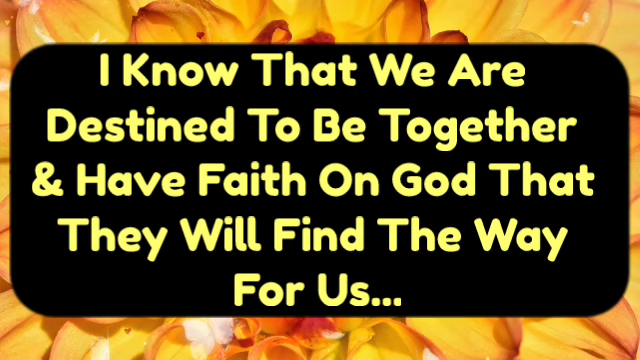 I Know That We Are
Destined To Be Together
& Have Faith On God That
They Will Find The Way
For Us...